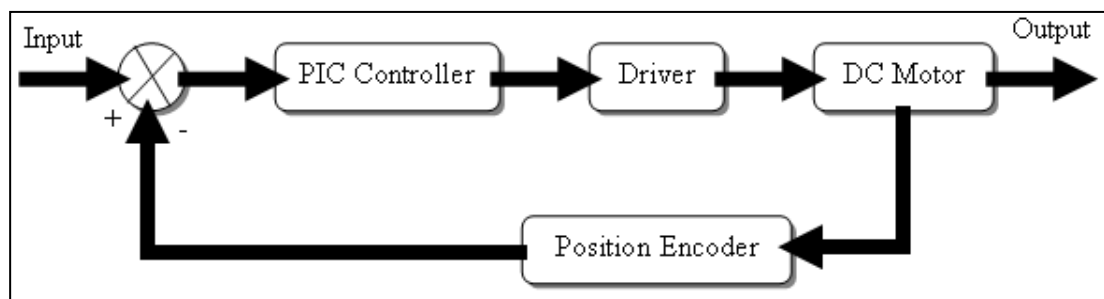 Input
Output
PIC Controller
Driver
DC Motor
+
-
Position Encoder